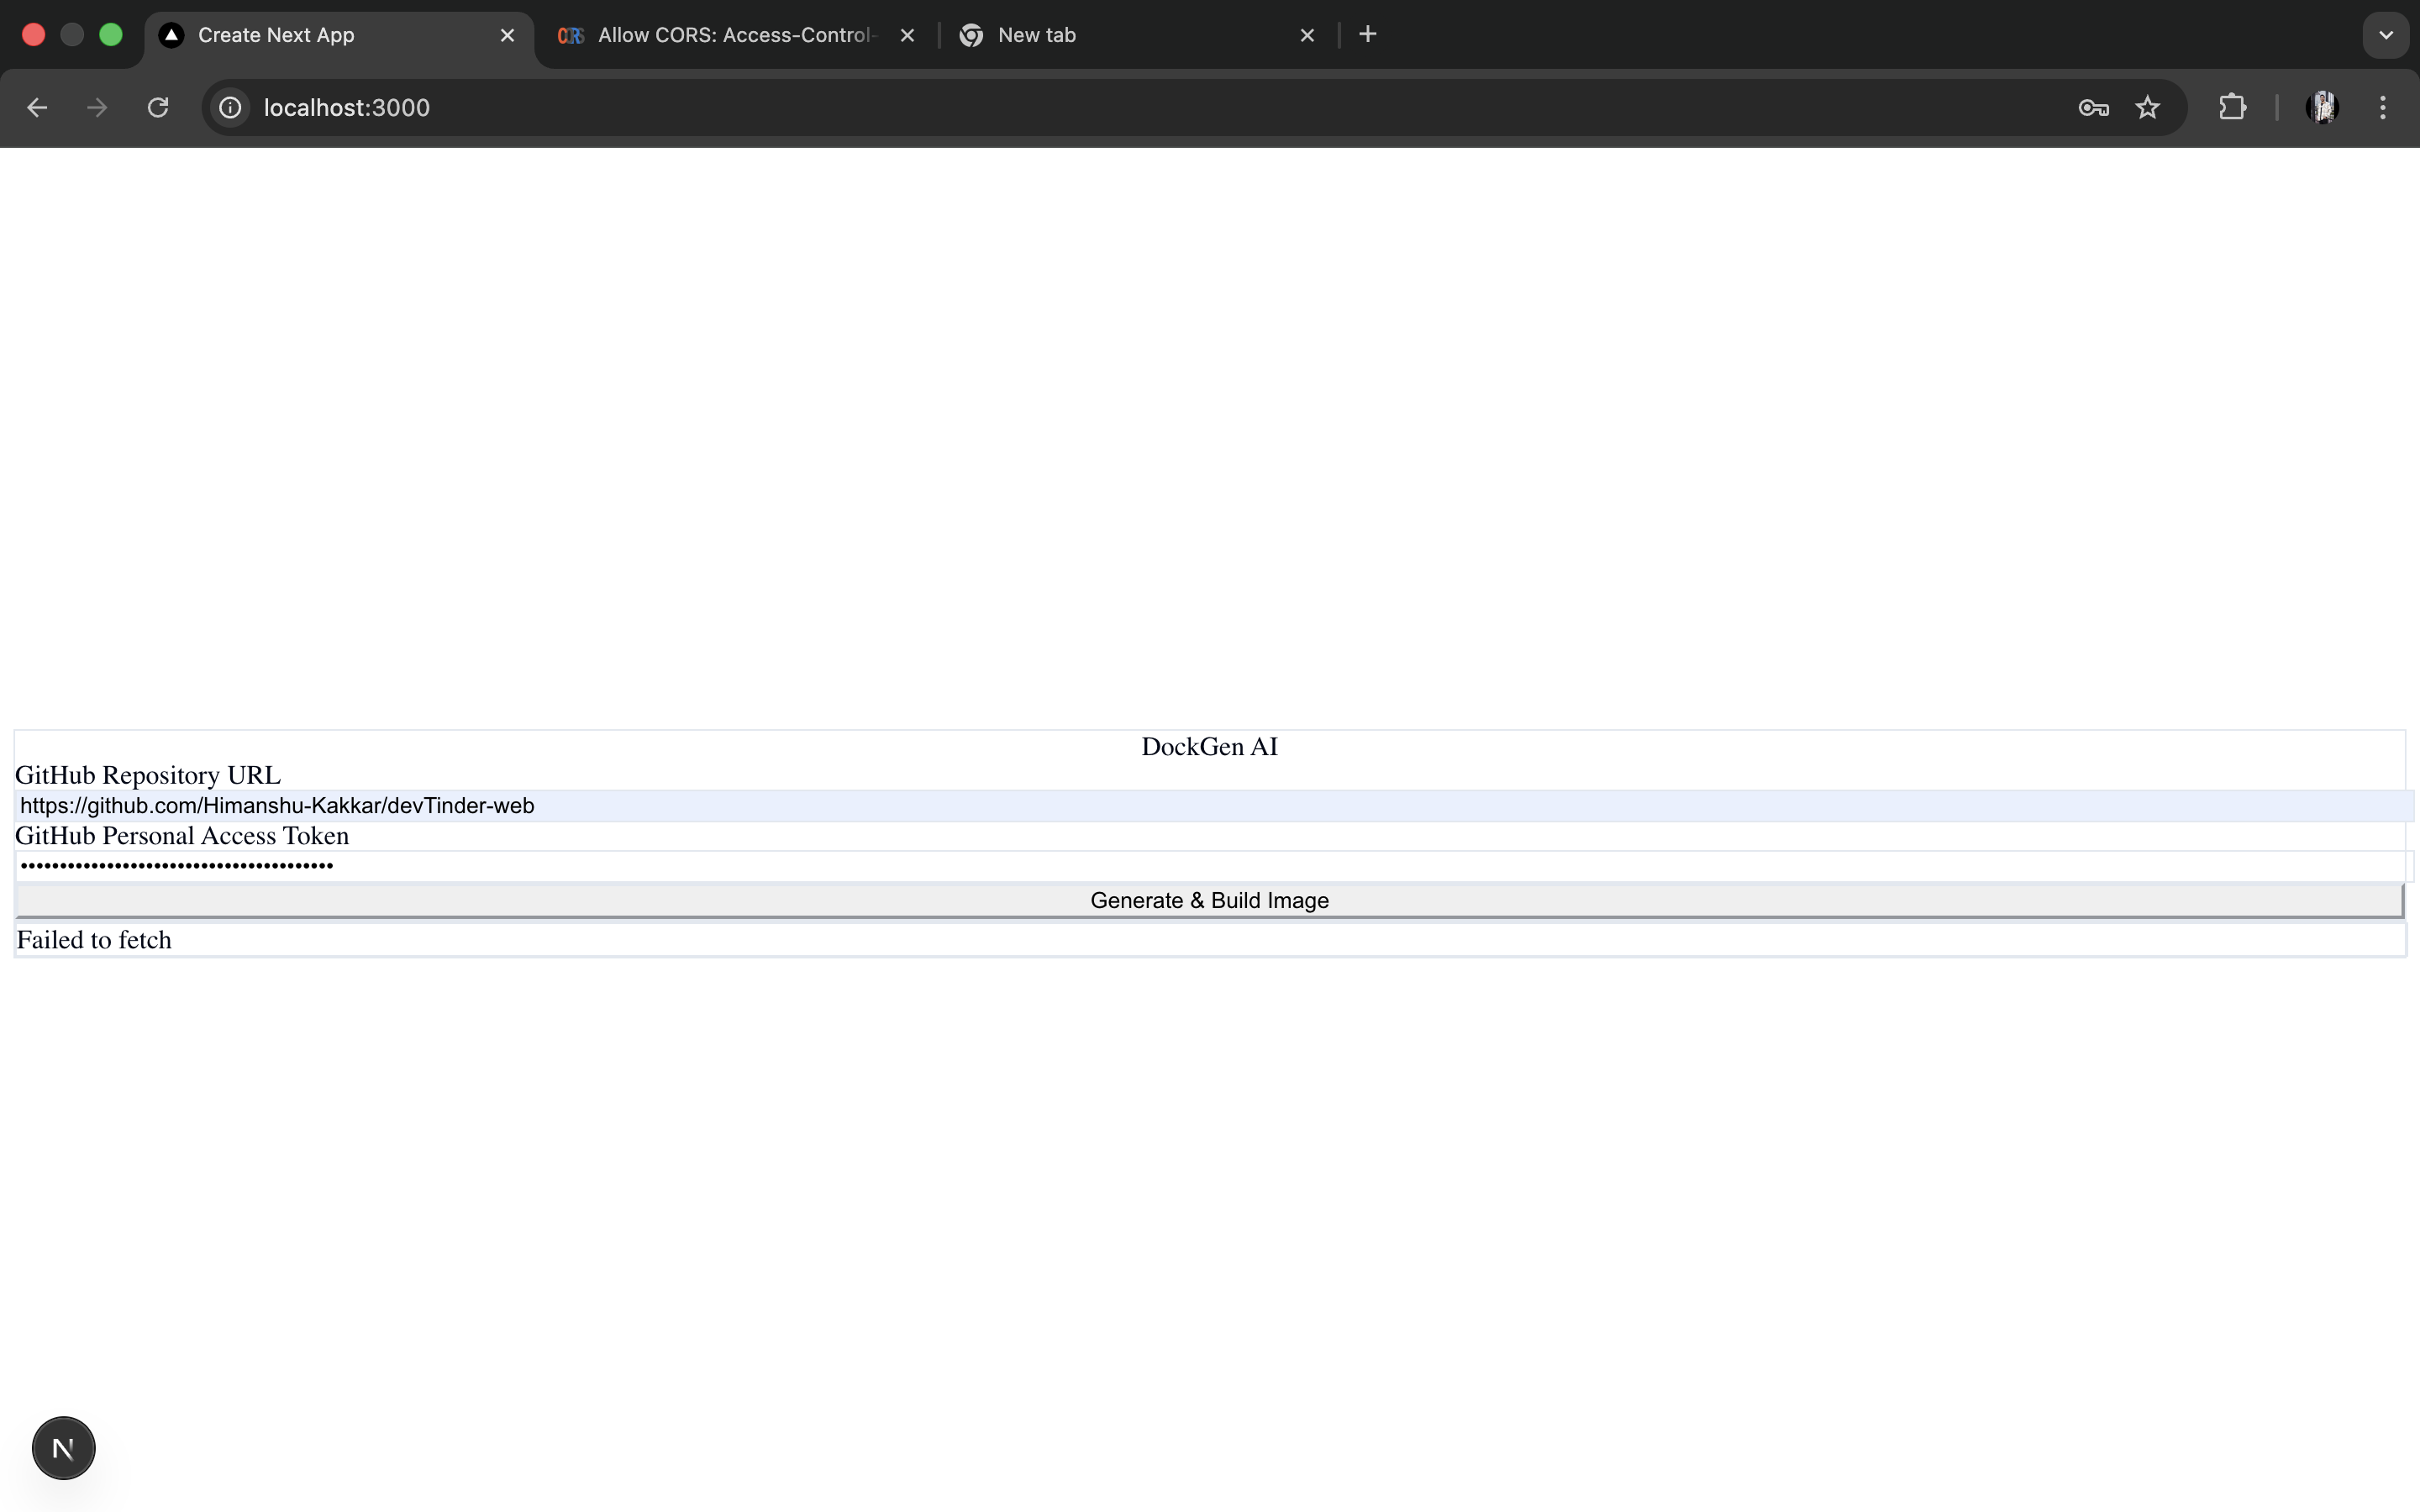 Create Next App
CORS Allow CORS: Access-Control-
New tab
localhost:3000
DockGen AI
GitHub Repository URL
https://github.com/Himanshu-Kakkar/devTinder-web
GitHub Personal Access Token
••••••••••••••••••••••••••••••••••••••••
Generate & Build Image
Failed to fetch
N